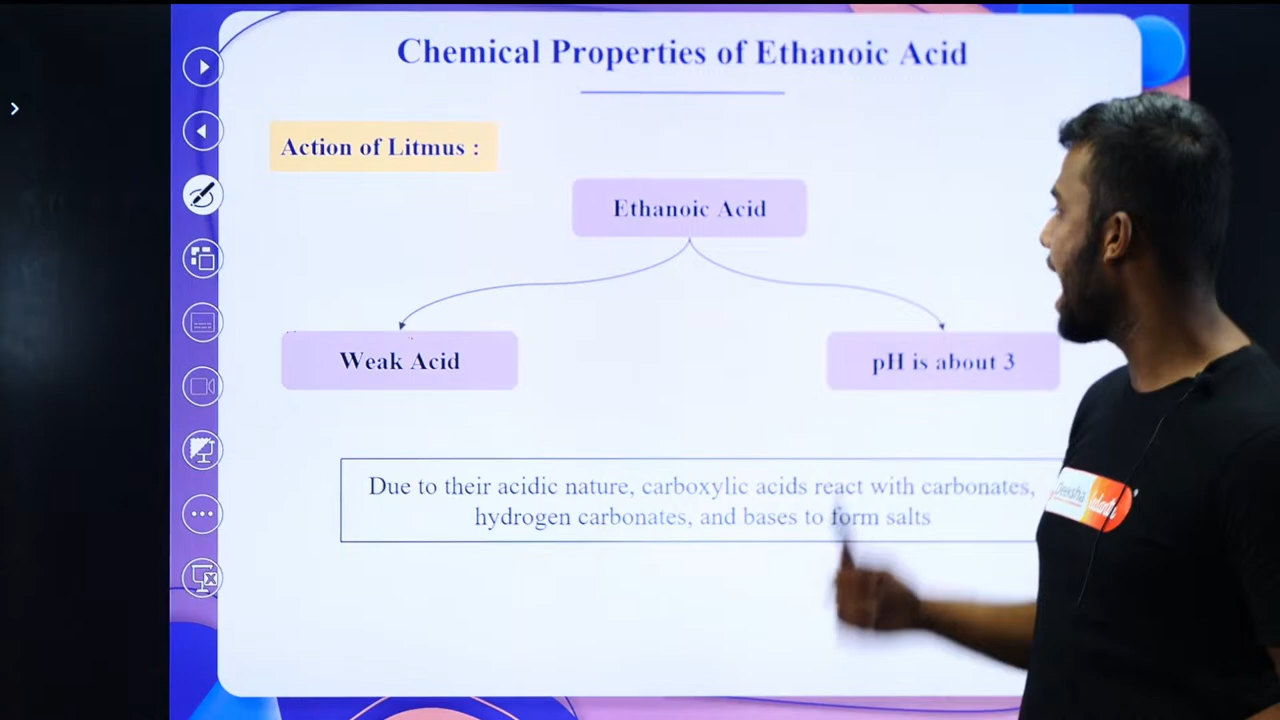 Chemical Properties of Ethanoic Acid
Action of Litmus :
Ethanoic Acid
Weak Acid
pH is about 3
Due to their acidic nature, carboxylic acids react with carbonates,
hydrogen carbonates, and bases to form salts
Deeksha